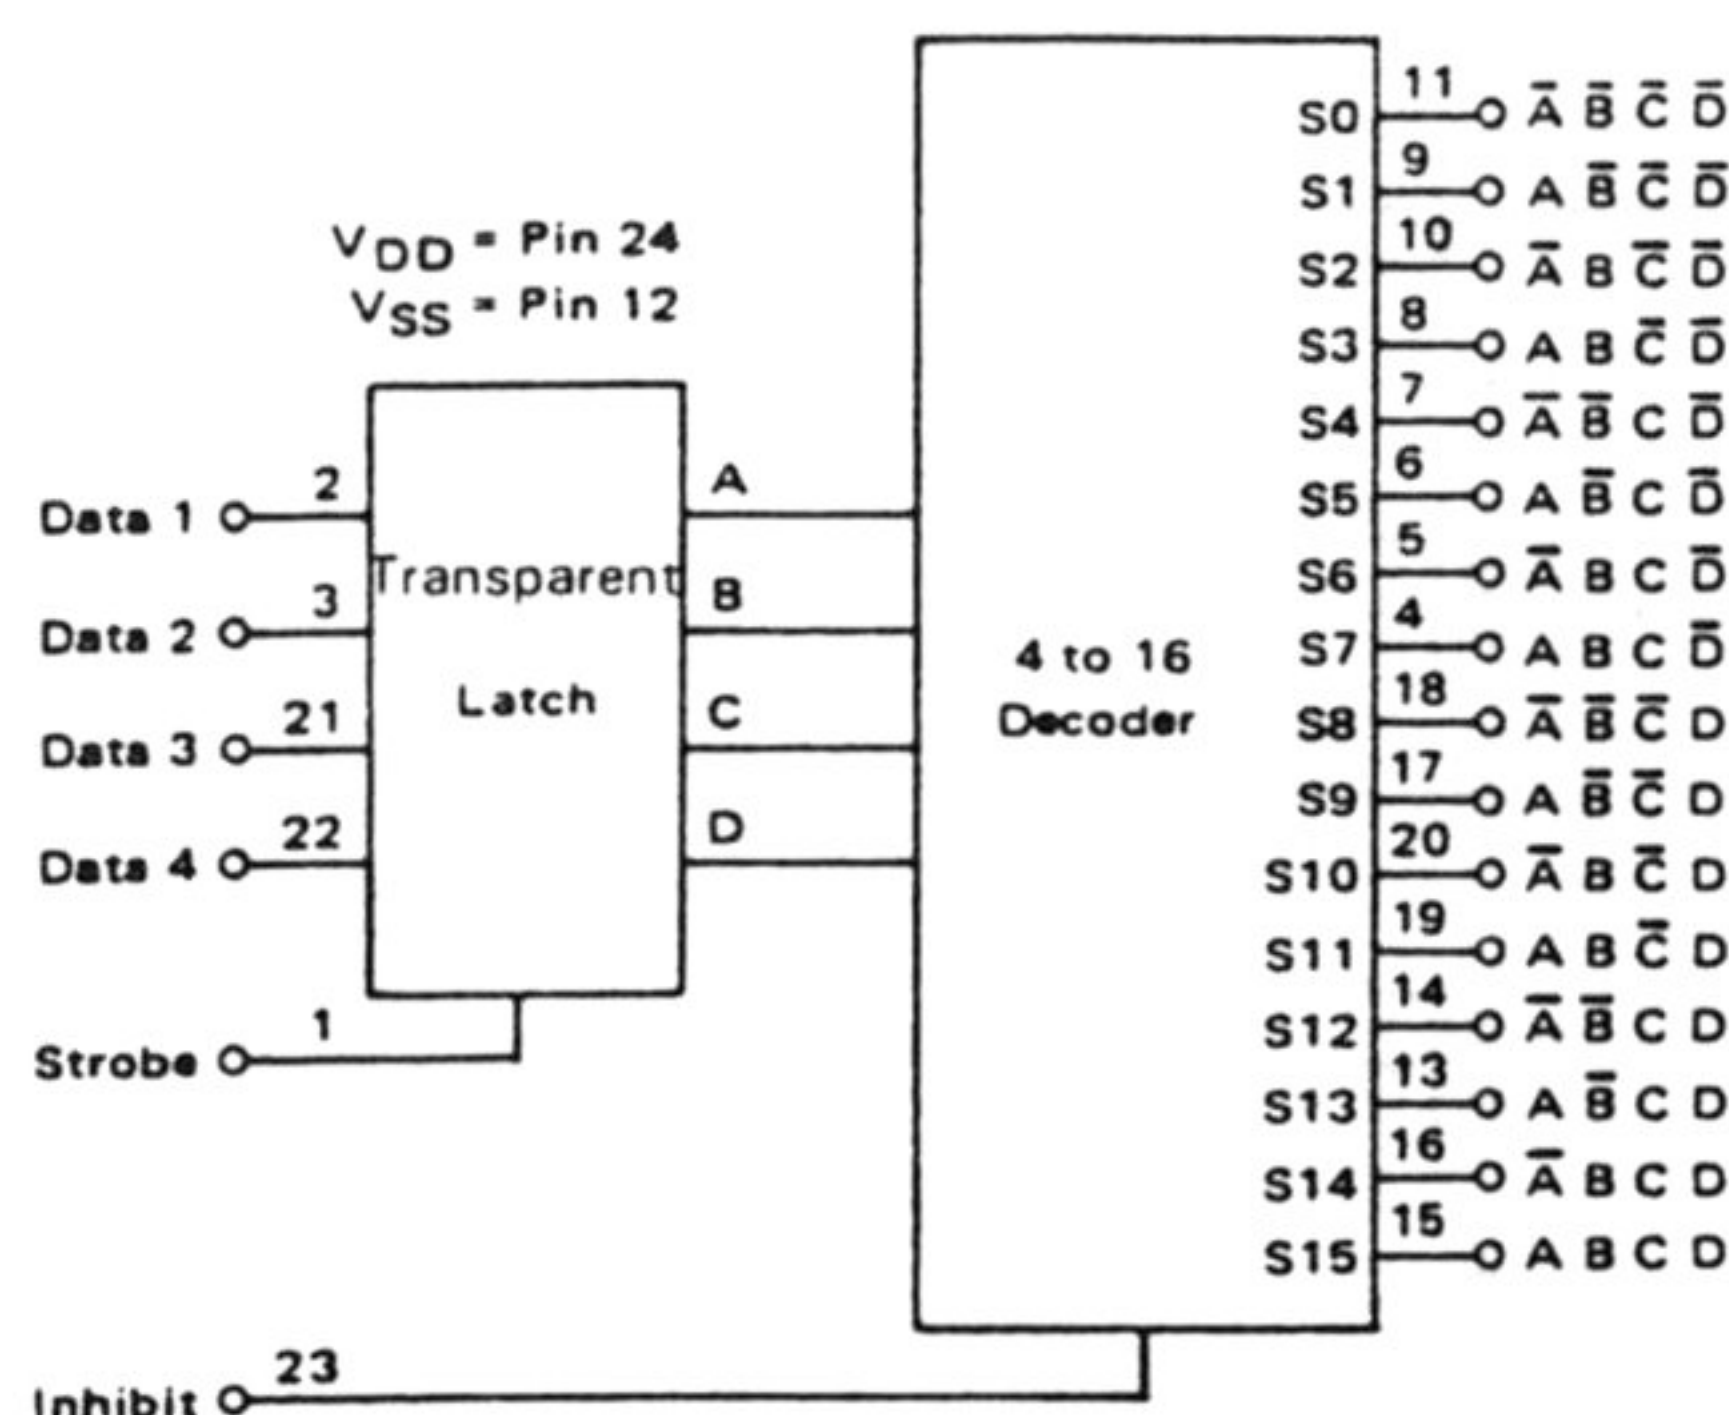 V_DD = Pin 24
V_SS = Pin 12
Data 1 2
Data 2 3
Data 3 21
Data 4 22
Strobe 1
Inhibit 23
Transparent
Latch
A
B
C
D
4 to 16
Decoder
S0 11 A̅ B̅ C̅ D̅
S1 9 A B̅ C̅ D̅
S2 10 A̅ B C̅ D̅
S3 8 A B C̅ D̅
S4 7 A̅ B̅ C D̅
S5 6 A B̅ C D̅
S6 5 A̅ B C D̅
S7 4 A B C D̅
S8 18 A̅ B̅ C̅ D
S9 17 A B̅ C̅ D
S10 20 A̅ B C̅ D
S11 19 A B C̅ D
S12 14 A̅ B̅ C D
S13 13 A B̅ C D
S14 16 A̅ B C D
S15 15 A B C D